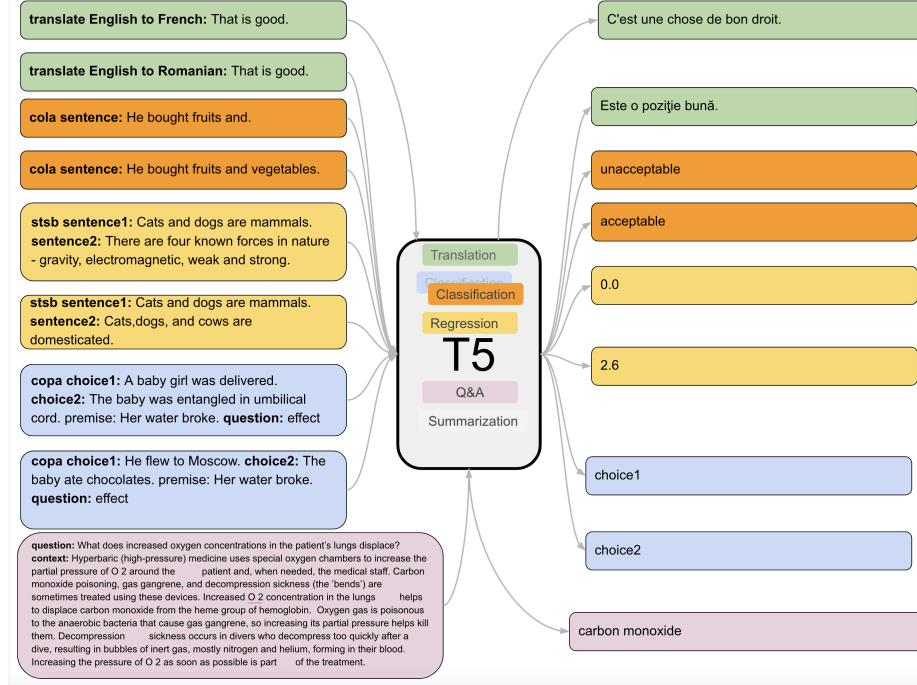 translate English to French: That is good.
translate English to Romanian: That is good.
cola sentence: He bought fruits and.
cola sentence: He bought fruits and vegetables.
stsb sentence1: Cats and dogs are mammals.
sentence2: There are four known forces in nature
- gravity, electromagnetic, weak and strong.
stsb sentence1: Cats and dogs are mammals.
sentence2: Cats,dogs, and cows are
domesticated.
copa choice1: A baby girl was delivered.
choice2: The baby was entangled in umbilical
cord. premise: Her water broke. question: effect
copa choice1: He flew to Moscow. choice2: The
baby ate chocolates. premise: Her water broke.
question: effect
question: What does increased oxygen concentrations in the patient's lungs displace?
context: Hyperbaric (high-pressure) medicine uses special oxygen chambers to increase the
partial pressure of O 2 around the patient and, when needed, the medical staff. Carbon
monoxide poisoning, gas gangrene, and decompression sickness (the 'bends') are
sometimes treated using these devices. Increased O 2 concentration in the lungs helps
to displace carbon monoxide from the heme group of hemoglobin. Oxygen gas is poisonous
to the anaerobic bacteria that cause gas gangrene, so increasing its partial pressure helps kill
them. Decompression sickness occurs in divers who decompress too quickly after a
dive, resulting in bubbles of inert gas, mostly nitrogen and helium, forming in their blood.
Increasing the pressure of O 2 as soon as possible is part of the treatment.
Translation
Classification
Classification
Regression
T5
Q&A
Summarization
C'est une chose de bon droit.
Este o poziţie bună.
unacceptable
acceptable
0.0
2.6
choice1
choice2
carbon monoxide